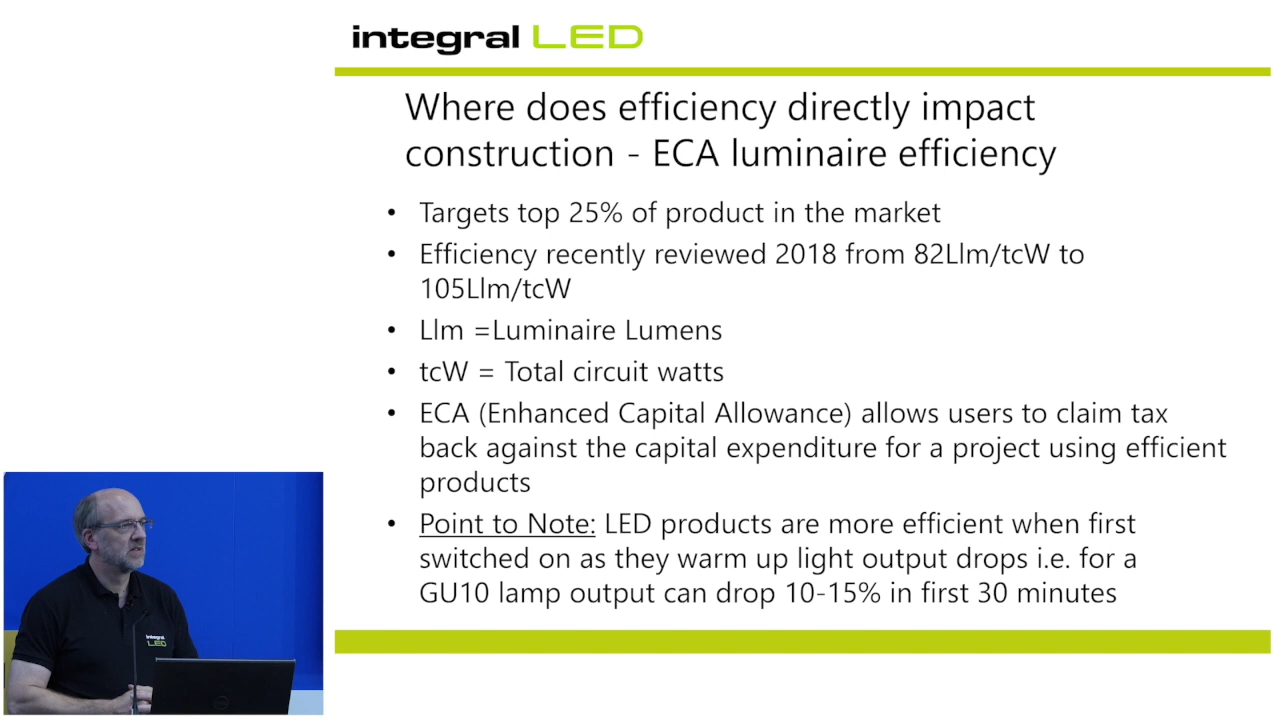 integral LED
Where does efficiency directly impact
construction - ECA luminaire efficiency
• Targets top 25% of product in the market
• Efficiency recently reviewed 2018 from 82Llm/tcW to
105Llm/tcW
• Llm =Luminaire Lumens
• tcW = Total circuit watts
• ECA (Enhanced Capital Allowance) allows users to claim tax
back against the capital expenditure for a project using efficient
products
• Point to Note: LED products are more efficient when first
switched on as they warm up light output drops i.e. for a
GU10 lamp output can drop 10-15% in first 30 minutes
integral
LED